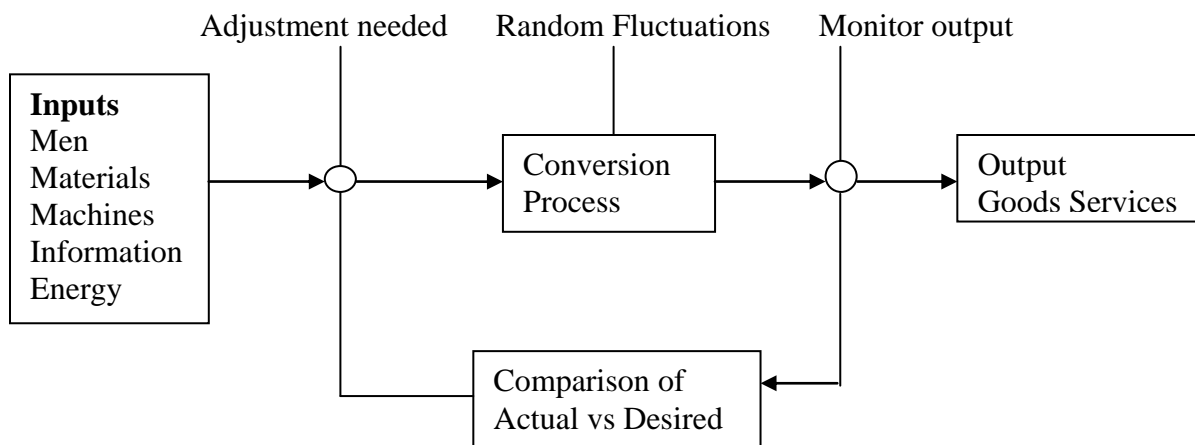 Adjustment needed
Random Fluctuations
Monitor output
Inputs
Men
Materials
Machines
Information
Energy
Conversion
Process
Output
Goods Services
Comparison of
Actual vs Desired